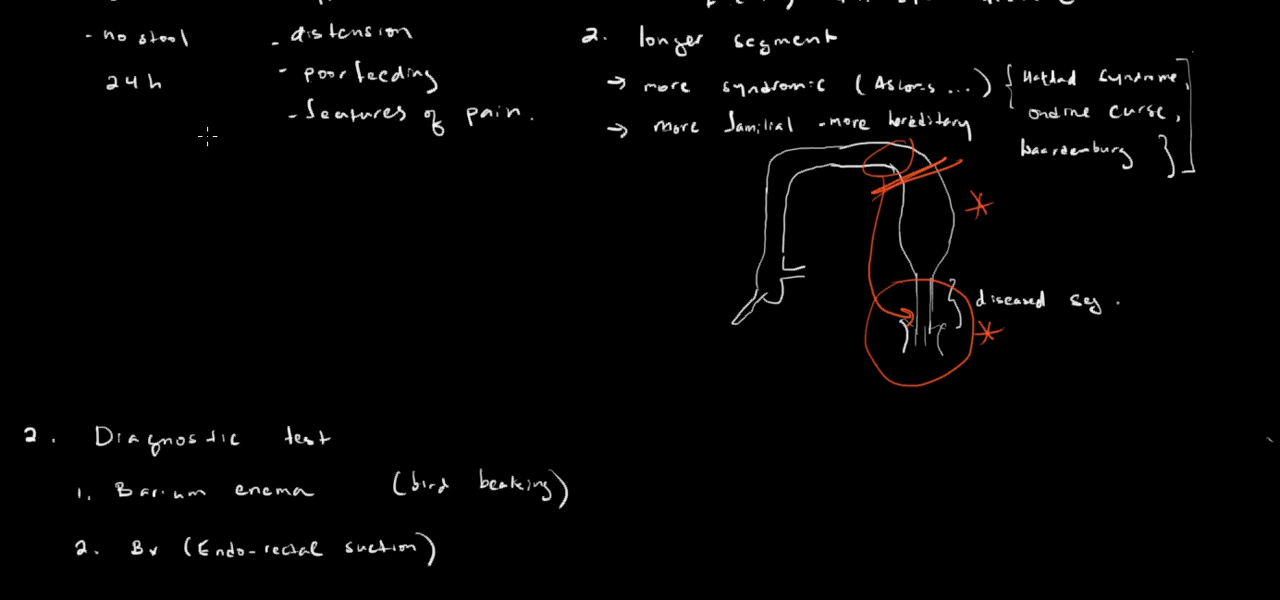 - no stool
24 h
- distension
- poor feeding
- features of pain.
2. longer segment
→ more syndromic (
...) { Haddad Syndrome,
ondine curse,
Waardenburg } ]
→ more familial - more hereditary
diseased seg.
2. Diagnostic test
1. Barium enema (bird beaking)
2. Bx (Endo-rectal suction)